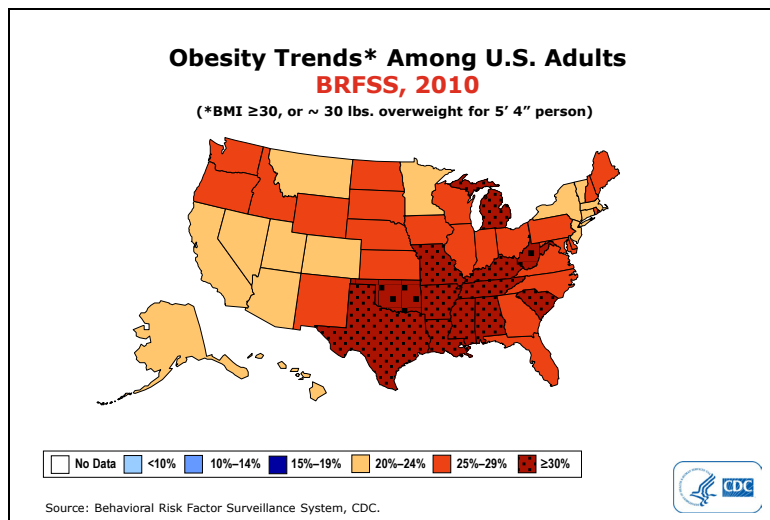 Obesity Trends* Among U.S. Adults
BRFSS, 2010
(*BMI ≥30, or ~ 30 lbs. overweight for 5’ 4” person)
No Data <10% 10%–14% 15%–19% 20%–24% 25%–29% ≥30%
Source: Behavioral Risk Factor Surveillance System, CDC.
CDC